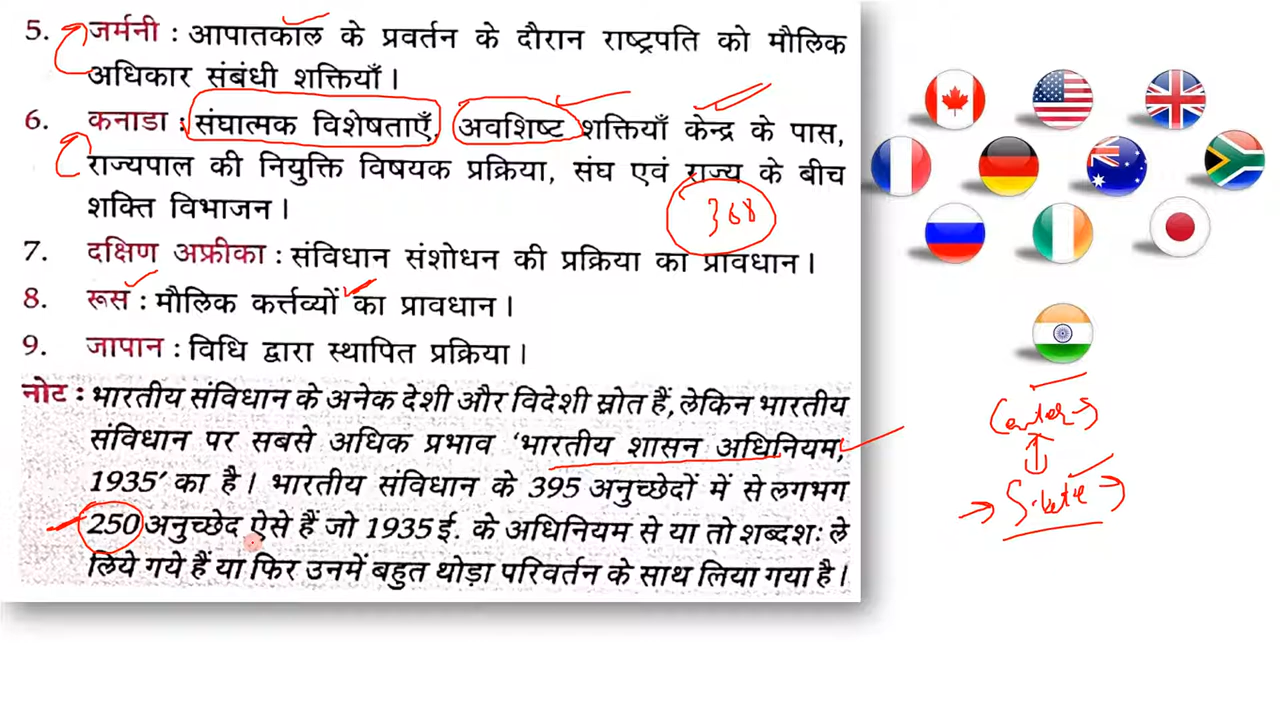 5. जर्मनी : आपातकाल के प्रवर्तन के दौरान राष्ट्रपति को मौलिक
अधिकार संबंधी शक्तियाँ।
6. कनाडा : संघात्मक विशेषताएँ, अवशिष्ट शक्तियाँ केन्द्र के पास,
राज्यपाल की नियुक्ति विषयक प्रक्रिया, संघ एवं राज्य के बीच
शक्ति विभाजन।
368
7. दक्षिण अफ्रीका : संविधान संशोधन की प्रक्रिया का प्रावधान।
8. रूस : मौलिक कर्त्तव्यों का प्रावधान।
9. जापान : विधि द्वारा स्थापित प्रक्रिया।
नोट : भारतीय संविधान के अनेक देशी और विदेशी स्रोत हैं, लेकिन भारतीय
संविधान पर सबसे अधिक प्रभाव ‘भारतीय शासन अधिनियम,
1935’ का है। भारतीय संविधान के 395 अनुच्छेदों में से लगभग
250 अनुच्छेद ऐसे हैं जो 1935 ई. के अधिनियम से या तो शब्दशः ले
लिये गये हैं या फिर उनमें बहुत थोड़ा परिवर्तन के साथ लिया गया है।
Center
State